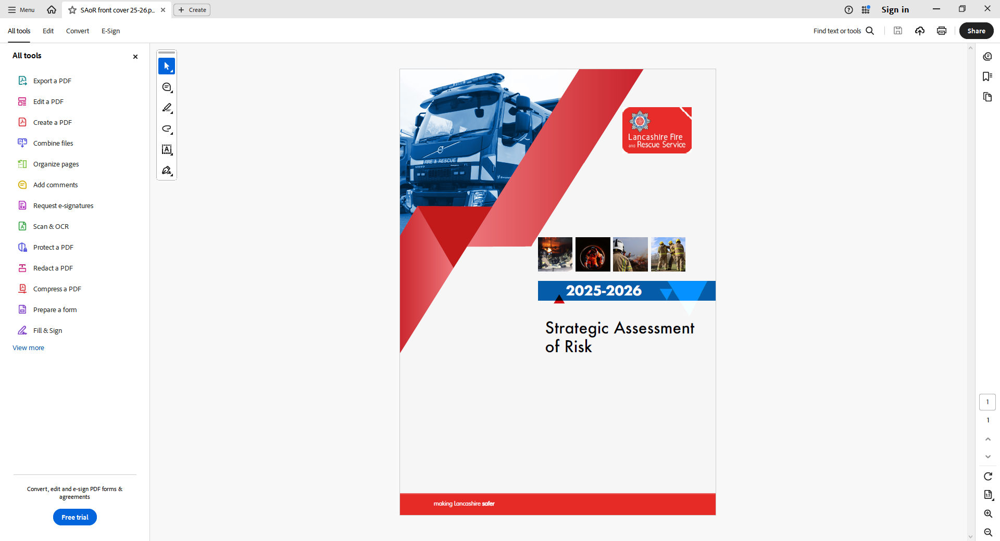 Menu
SAoR front cover 25-26.p...
Create
Sign in
All tools
Edit
Convert
E-Sign
Find text or tools
Share
All tools
Export a PDF
Edit a PDF
Create a PDF
Combine files
Organize pages
Add comments
Request e-signatures
Scan & OCR
Protect a PDF
Redact a PDF
Compress a PDF
Prepare a form
Fill & Sign
View more
Convert, edit and e-sign PDF forms &
agreements
Free trial
FIRE & RESCUE
VOLVO
Lancashire Fire
and Rescue Service
2025-2026
Strategic Assessment
of Risk
making Lancashire safer
1
1
1:1